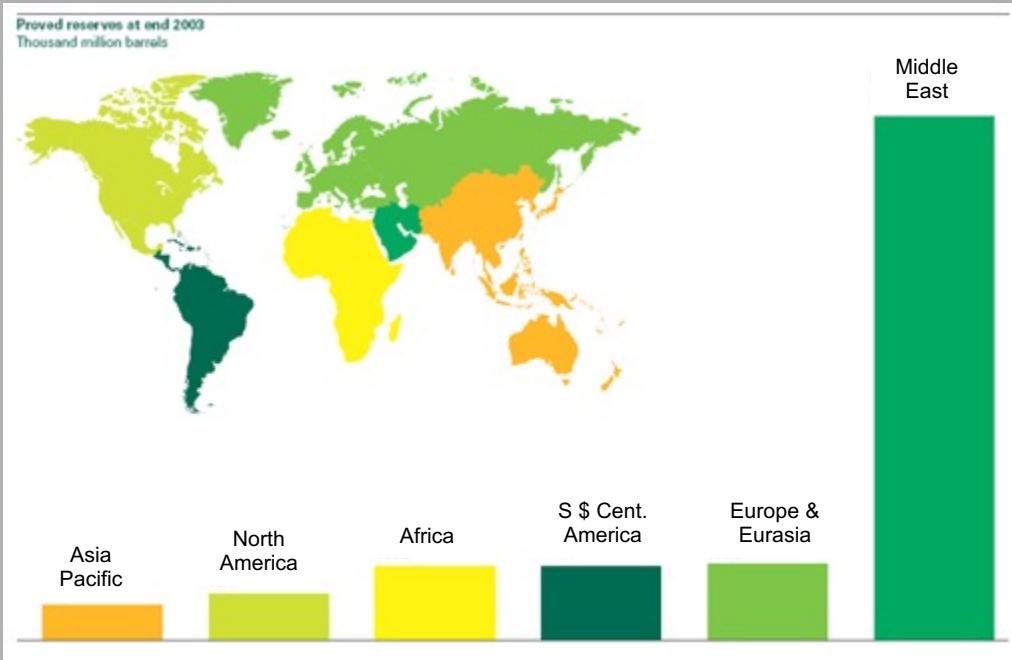 Proved reserves at end 2003
Thousand million barrels
Middle
East
S $ Cent.
America
Europe &
Eurasia
Africa
North
America
Asia
Pacific